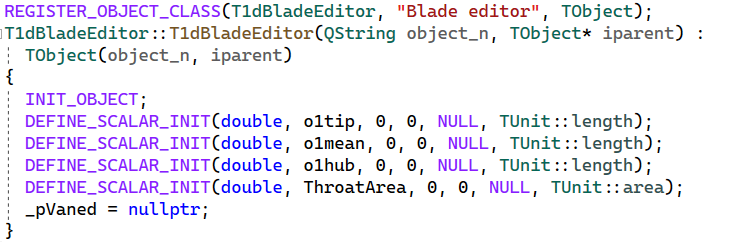 REGISTER_OBJECT_CLASS(T1dBladeEditor, "Blade editor", TObject);
T1dBladeEditor::T1dBladeEditor(QString object_n, TObject* iparent) :
TObject(object_n, iparent)
{
INIT_OBJECT;
DEFINE_SCALAR_INIT(double, o1tip, 0, 0, NULL, TUnit::length);
DEFINE_SCALAR_INIT(double, o1mean, 0, 0, NULL, TUnit::length);
DEFINE_SCALAR_INIT(double, o1hub, 0, 0, NULL, TUnit::length);
DEFINE_SCALAR_INIT(double, ThroatArea, 0, 0, NULL, TUnit::area);
_pVaned = nullptr;
}